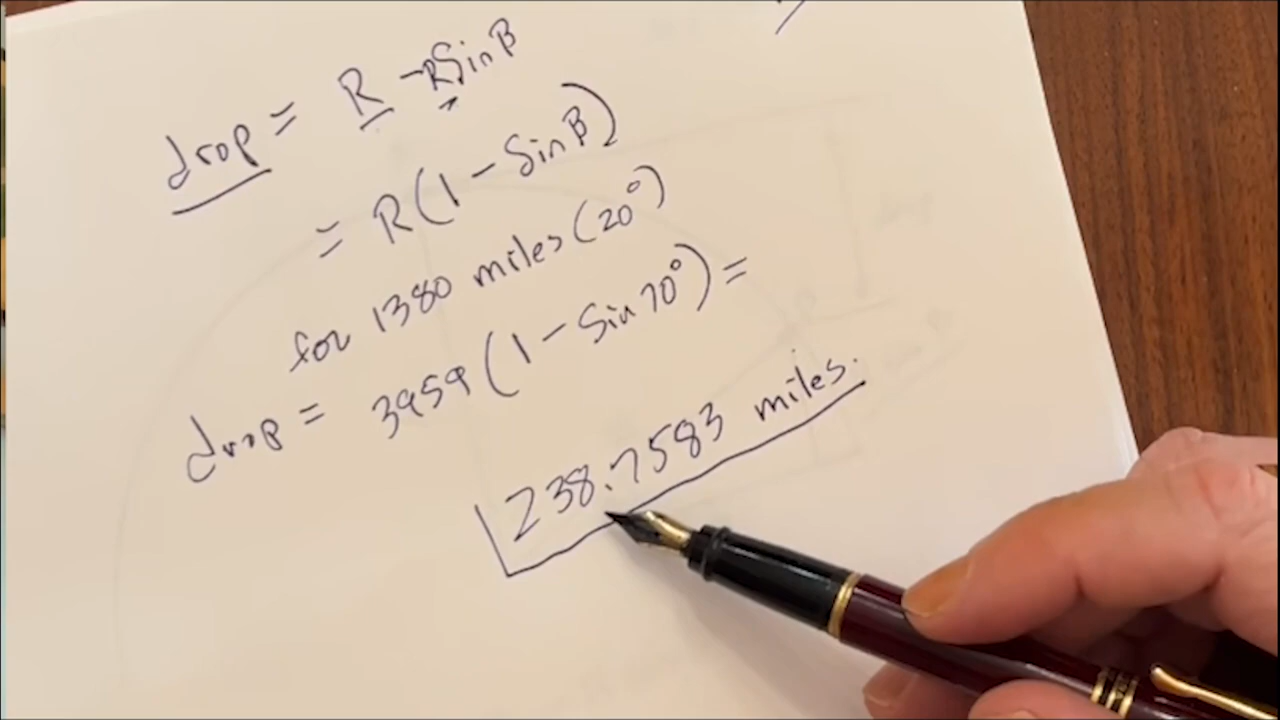 drop = R - RSinβ
= R(1 - Sinβ)
for 1380 miles (20°)
drop = 3959 (1 - Sin 70°) =
238.7583 miles.